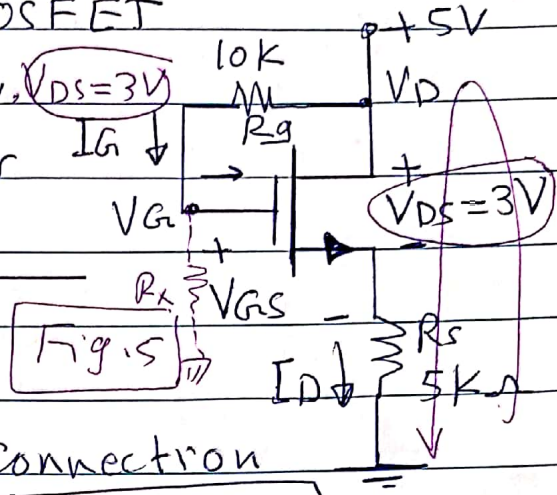 OSFET
+5V
10K
VDS=3V
VD
Rg
IG
+
VG
VDS=3V
-
+
Rx
VGS
Fig.5
-
Rs
ID
5K
Connection